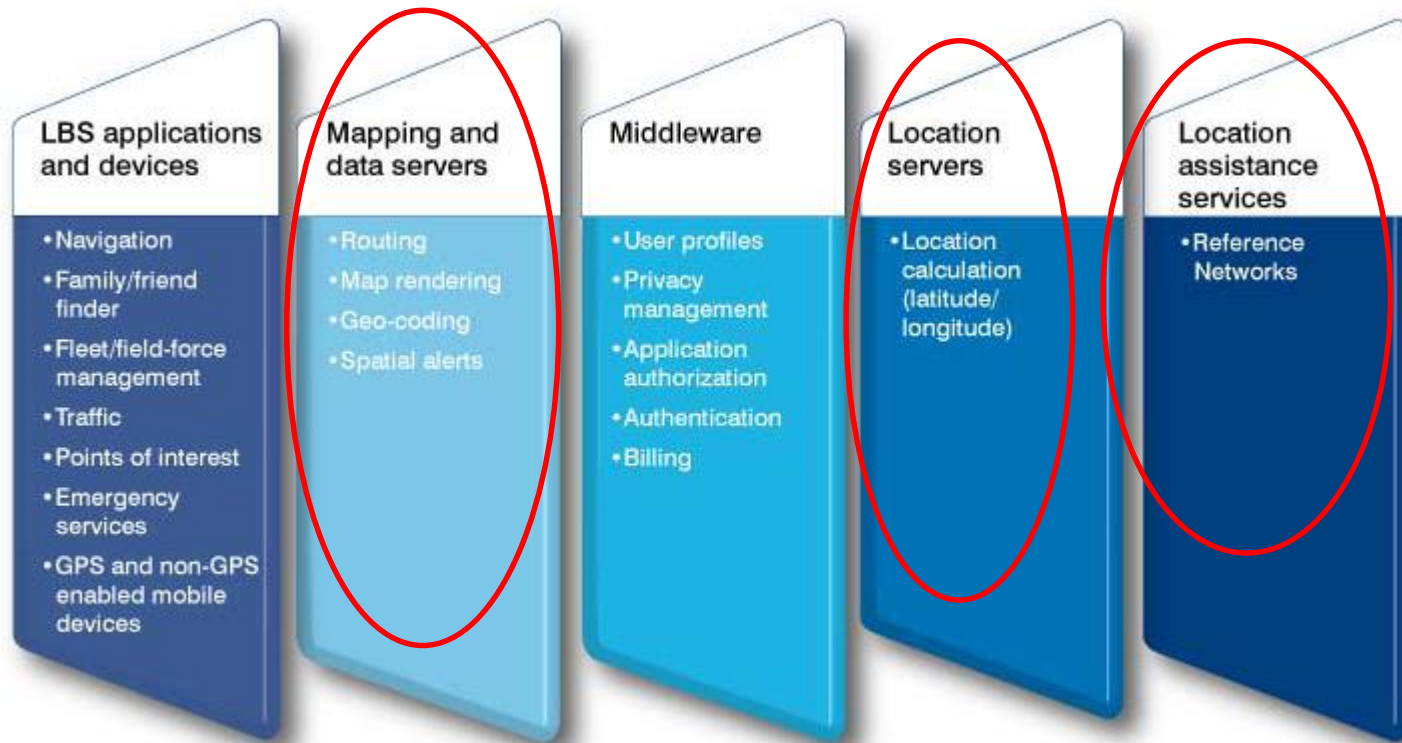 LBS applications
and devices
•Navigation
•Family/friend
finder
•Fleet/field-force
management
•Traffic
•Points of interest
•Emergency
services
•GPS and non-GPS
enabled mobile
devices
Mapping and
data servers
•Routing
•Map rendering
•Geo-coding
•Spatial alerts
Middleware
•User profiles
•Privacy
management
•Application
authorization
•Authentication
•Billing
Location
servers
•Location
calculation
(latitude/
longitude)
Location
assistance
services
•Reference
Networks